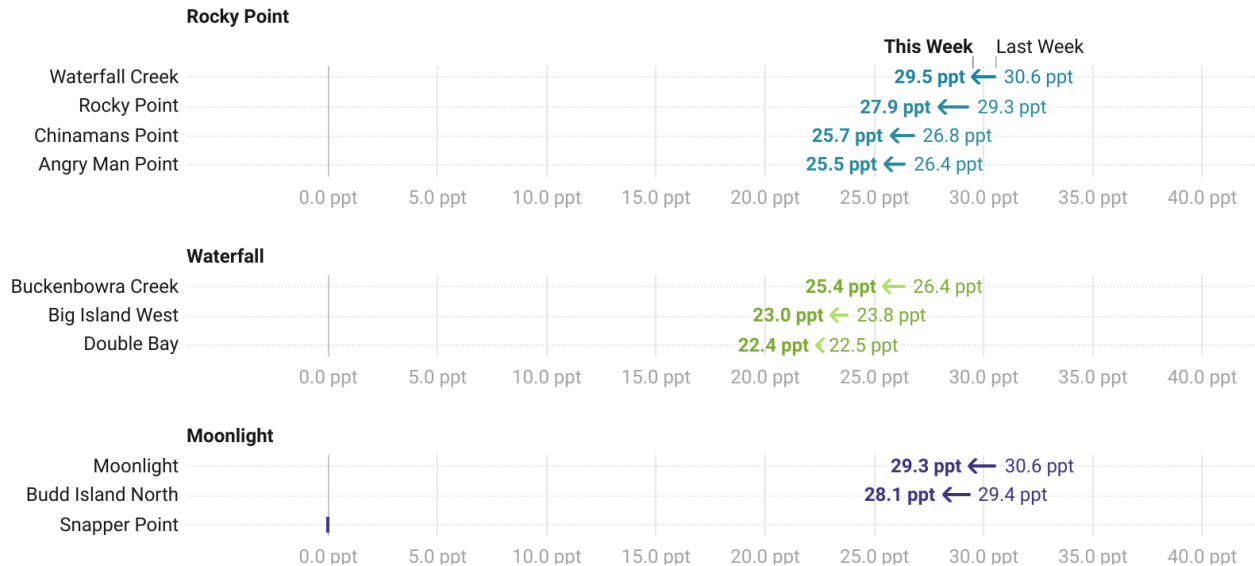 Rocky Point
This Week Last Week
Waterfall Creek 29.5 ppt 30.6 ppt
Rocky Point 27.9 ppt 29.3 ppt
Chinamans Point 25.7 ppt 26.8 ppt
Angry Man Point 25.5 ppt 26.4 ppt
0.0 ppt 5.0 ppt 10.0 ppt 15.0 ppt 20.0 ppt 25.0 ppt 30.0 ppt 35.0 ppt 40.0 ppt
Waterfall
Buckenbowra Creek 25.4 ppt 26.4 ppt
Big Island West 23.0 ppt 23.8 ppt
Double Bay 22.4 ppt 22.5 ppt
0.0 ppt 5.0 ppt 10.0 ppt 15.0 ppt 20.0 ppt 25.0 ppt 30.0 ppt 35.0 ppt 40.0 ppt
Moonlight
Moonlight 29.3 ppt 30.6 ppt
Budd Island North 28.1 ppt 29.4 ppt
Snapper Point
0.0 ppt 5.0 ppt 10.0 ppt 15.0 ppt 20.0 ppt 25.0 ppt 30.0 ppt 35.0 ppt 40.0 ppt